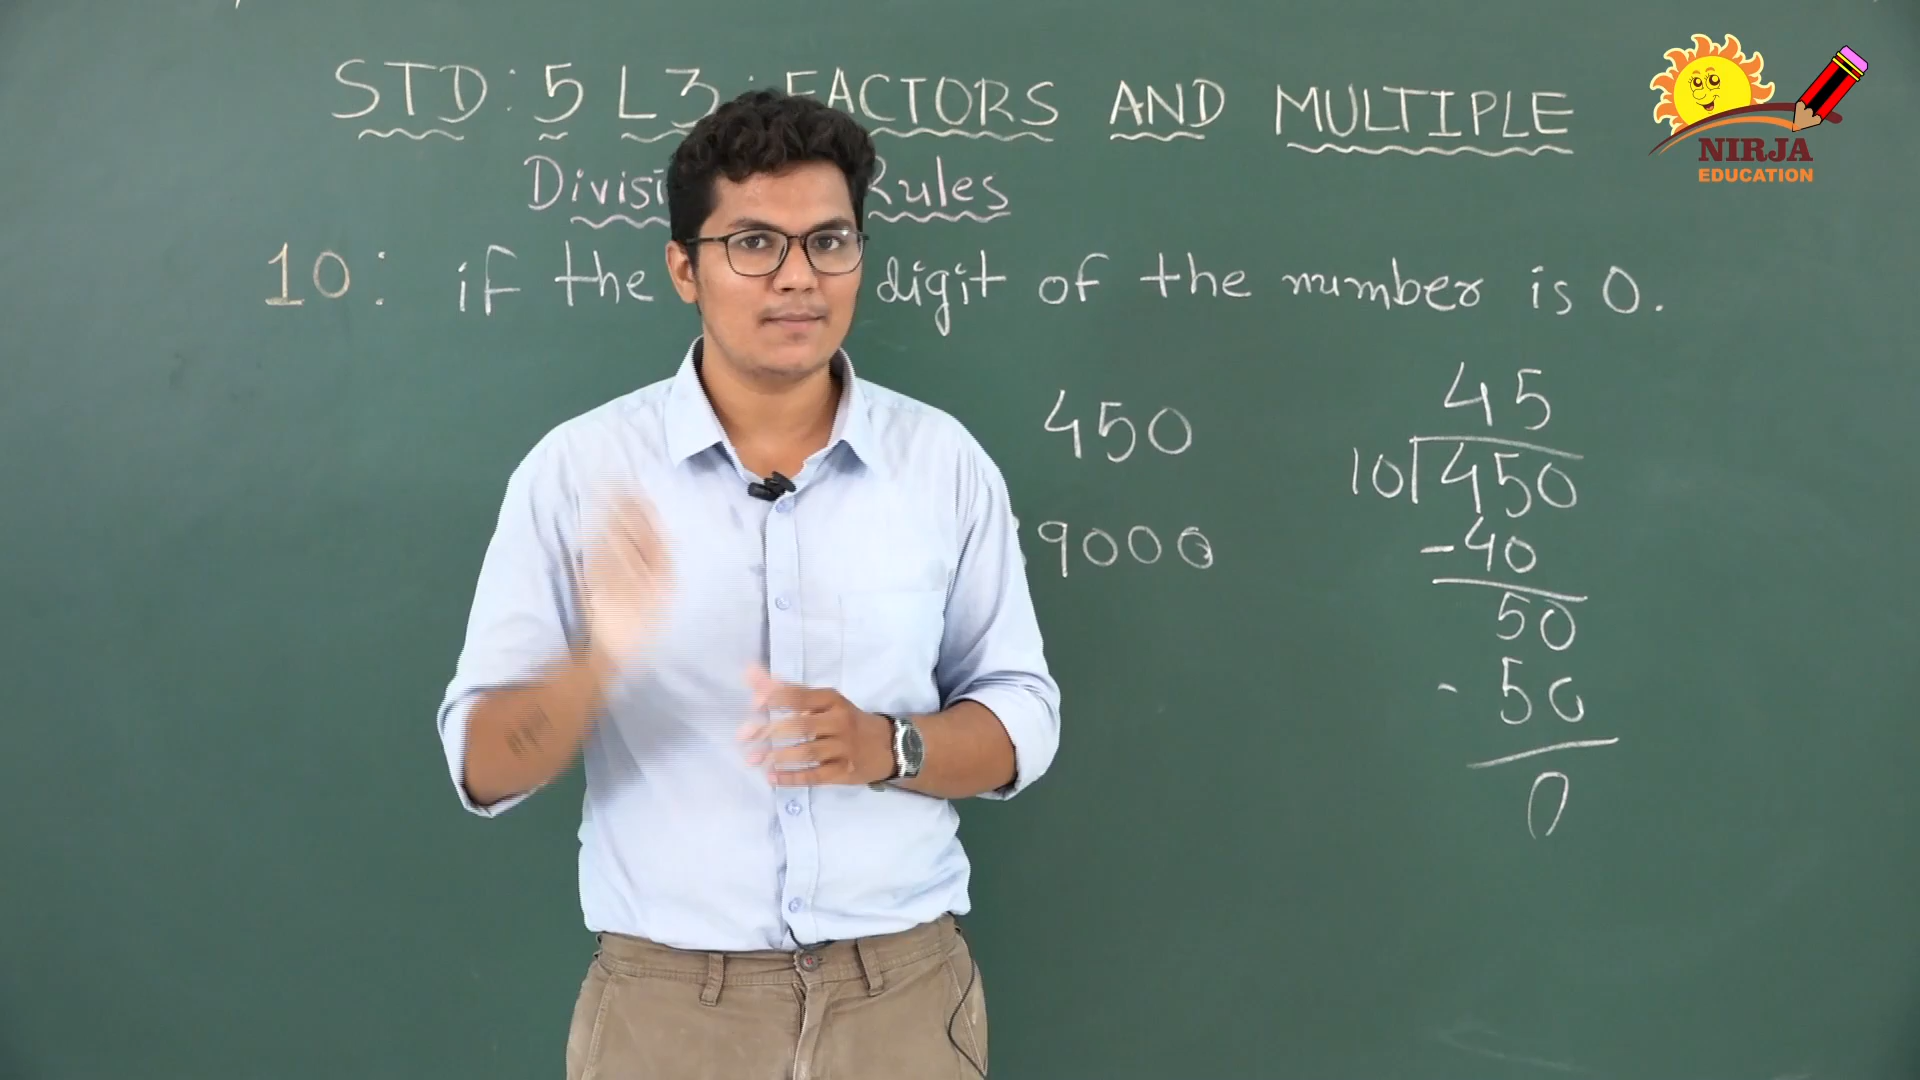 STD: 5 L3: FACTORS AND MULTIPLE
NIRJA
EDUCATION
Rules
10: if the digit of the number is 0.
450
9000
45
10)450
-40
50
- 50
0